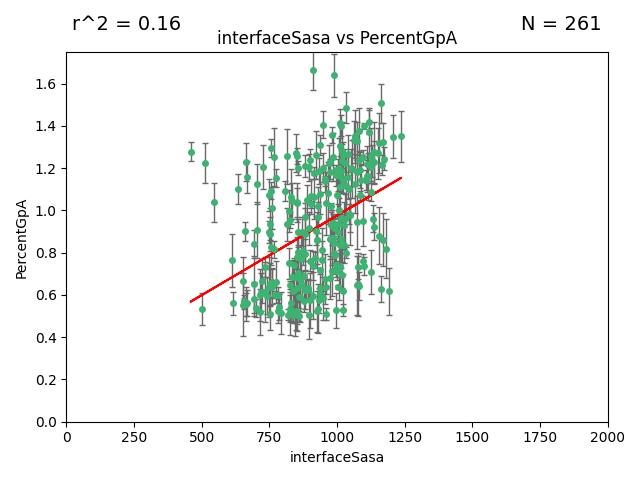 r^2 = 0.16
N = 261
interfaceSasa vs PercentGpA
PercentGpA
1.6
1.4
1.2
1.0
0.8
0.6
0.4
0.2
0.0
0 250 500 750 1000 1250 1500 1750 2000
interfaceSasa